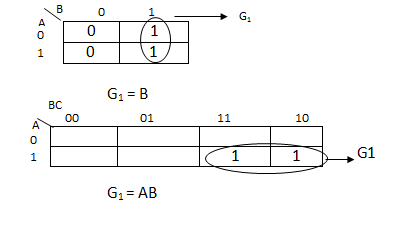 B 0 1 G₁
A
0 0 1
1 0 1
G₁ = B
BC
A 00 01 11 10
0
1 1 1 G1
G₁ = AB